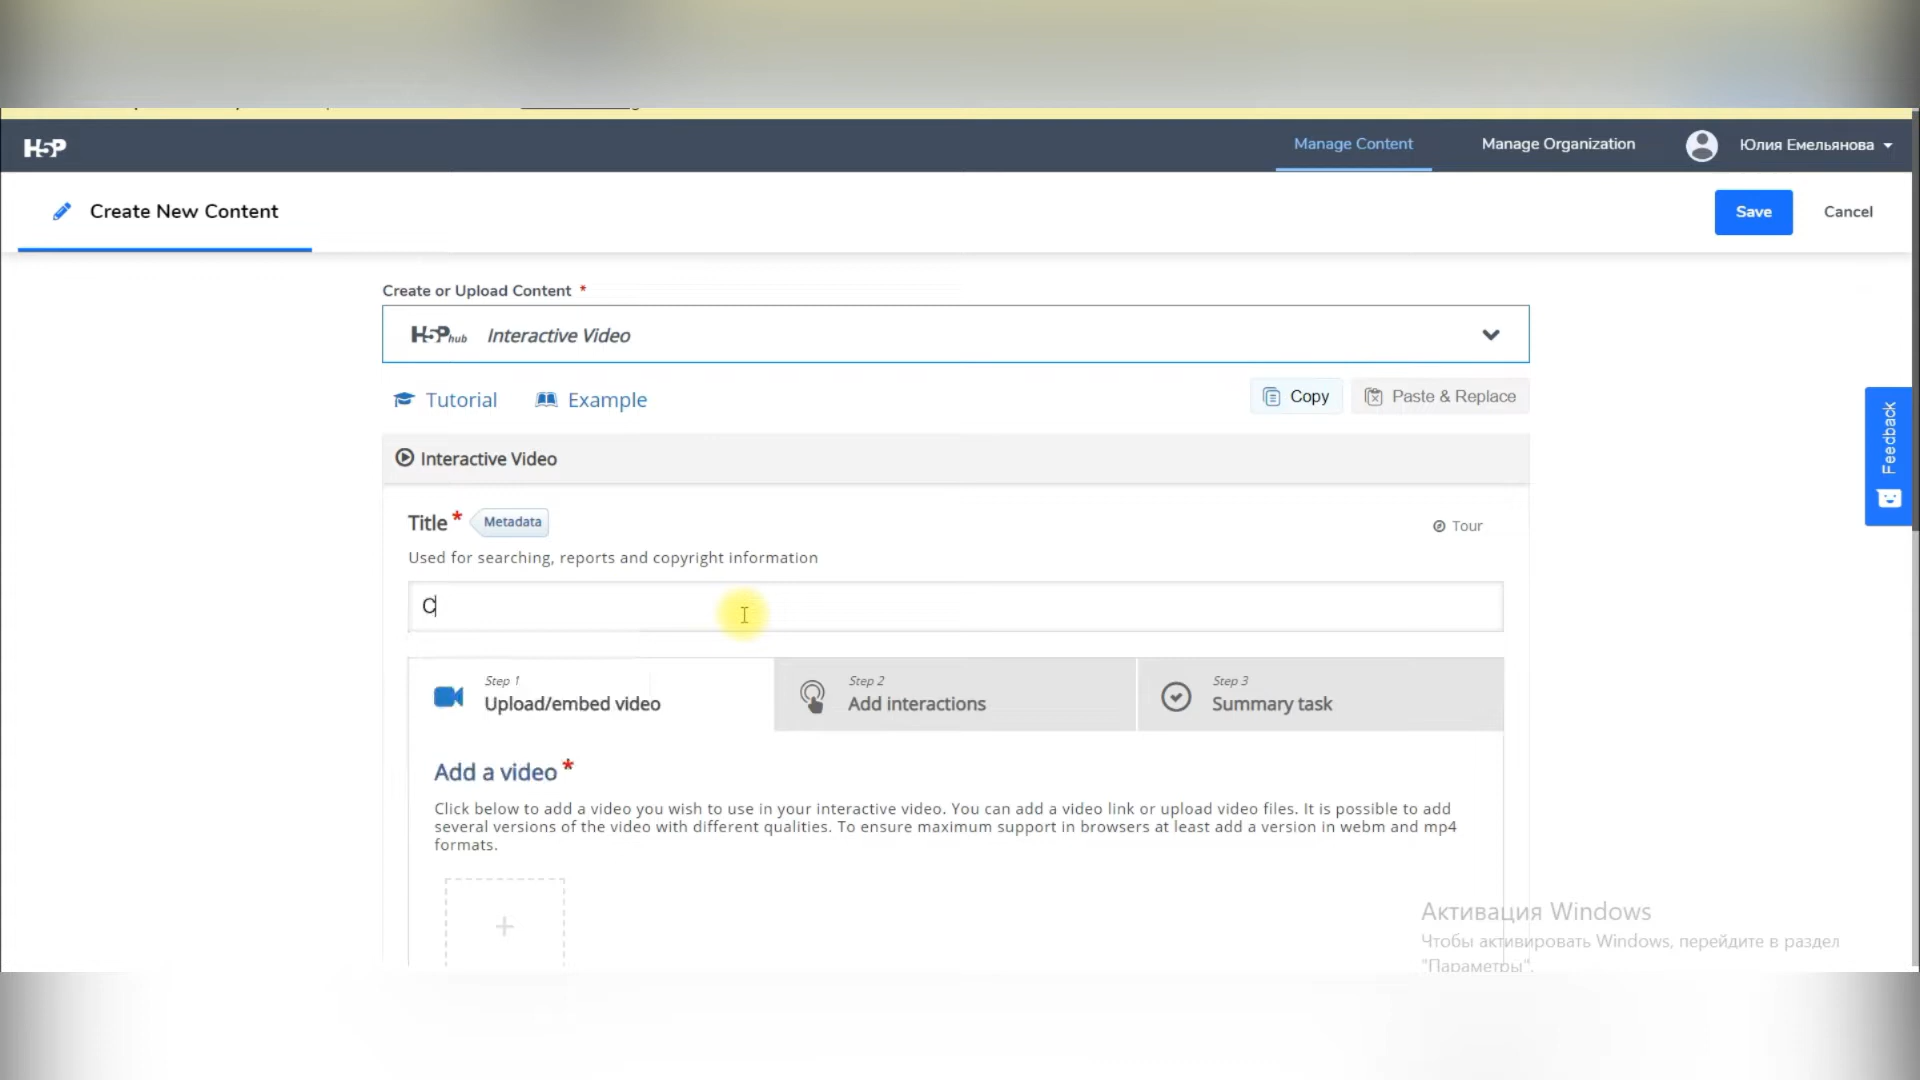 H5P
Manage Content
Manage Organization
Юлия Емельянова
Create New Content
Save
Cancel
Create or Upload Content *
H5Phub Interactive Video
Tutorial
Example
Copy
Paste & Replace
Feedback
Interactive Video
Title *
Metadata
Tour
Used for searching, reports and copyright information
С
Step 1
Upload/embed video
Step 2
Add interactions
Step 3
Summary task
Add a video *
Click below to add a video you wish to use in your interactive video. You can add a video link or upload video files. It is possible to add
several versions of the video with different qualities. To ensure maximum support in browsers at least add a version in webm and mp4
formats.
+
Активация Windows
Чтобы активировать Windows, перейдите в раздел
"Параметры".